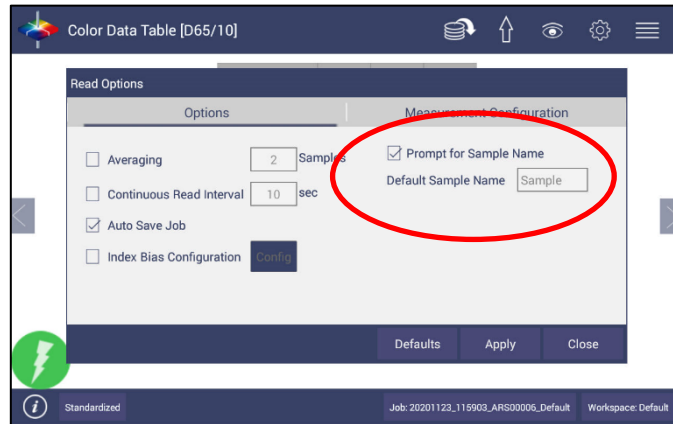 Color Data Table [D65/10]
Read Options
Options Measurement Configuration
Averaging 2 Samples Prompt for Sample Name
Default Sample Name Sample
Continuous Read Interval 10 sec
Auto Save Job
Index Bias Configuration Config
Defaults Apply Close
i Standardized Job: 20201123_115903_ARS00006_Default Workspace: Default